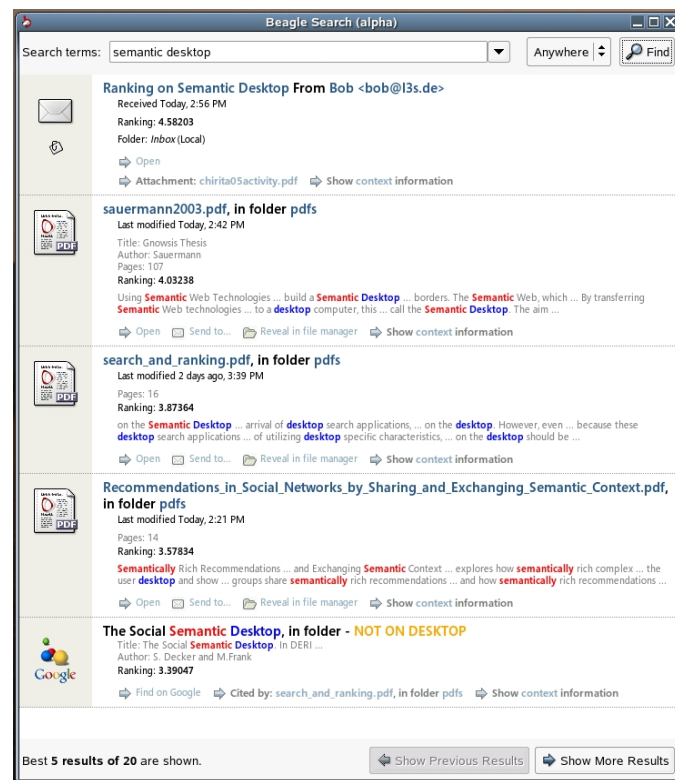 Beagle Search (alpha)
Search terms: semantic desktop Anywhere Find
Ranking on Semantic Desktop From Bob <bob@l3s.de>
Received Today, 2:56 PM
Ranking: 4.58203
Folder: Inbox (Local)
Open
Attachment: chirita05activity.pdf Show context information
sauermann2003.pdf, in folder pdfs
Last modified Today, 2:42 PM
Title: Gnowsis Thesis
Author: Sauermann
Pages: 107
Ranking: 4.03238
Using Semantic Web Technologies ... build a Semantic Desktop ... borders. The Semantic Web, which ... By transferring
Semantic Web technologies ... to a desktop computer, this ... call the Semantic Desktop. The aim ...
Open Send to... Reveal in file manager Show context information
PDF
search_and_ranking.pdf, in folder pdfs
Last modified 2 days ago, 3:39 PM
Pages: 16
Ranking: 3.87364
on the Semantic Desktop ... arrival of desktop search applications, ... on the desktop. However, even ... because these
desktop search applications ... of utilizing desktop specific characteristics, ... on the desktop should be ...
Open Send to... Reveal in file manager Show context information
PDF
Recommendations_in_Social_Networks_by_Sharing_and_Exchanging_Semantic_Context.pdf,
in folder pdfs
Last modified Today, 2:21 PM
Pages: 14
Ranking: 3.57834
Semantically Rich Recommendations ... and Exchanging Semantic Context ... explores how semantically rich complex ... the
user desktop and show ... groups share semantically rich recommendations ... and how semantically rich recommendations ...
Open Send to... Reveal in file manager Show context information
PDF
The Social Semantic Desktop, in folder - NOT ON DESKTOP
Title: The Social Semantic Desktop. In DERI ...
Author: S. Decker and M.Frank
Ranking: 3.39047
Google
Find on Google Cited by: search_and_ranking.pdf, in folder pdfs Show context information
Best 5 results of 20 are shown. Show Previous Results Show More Results